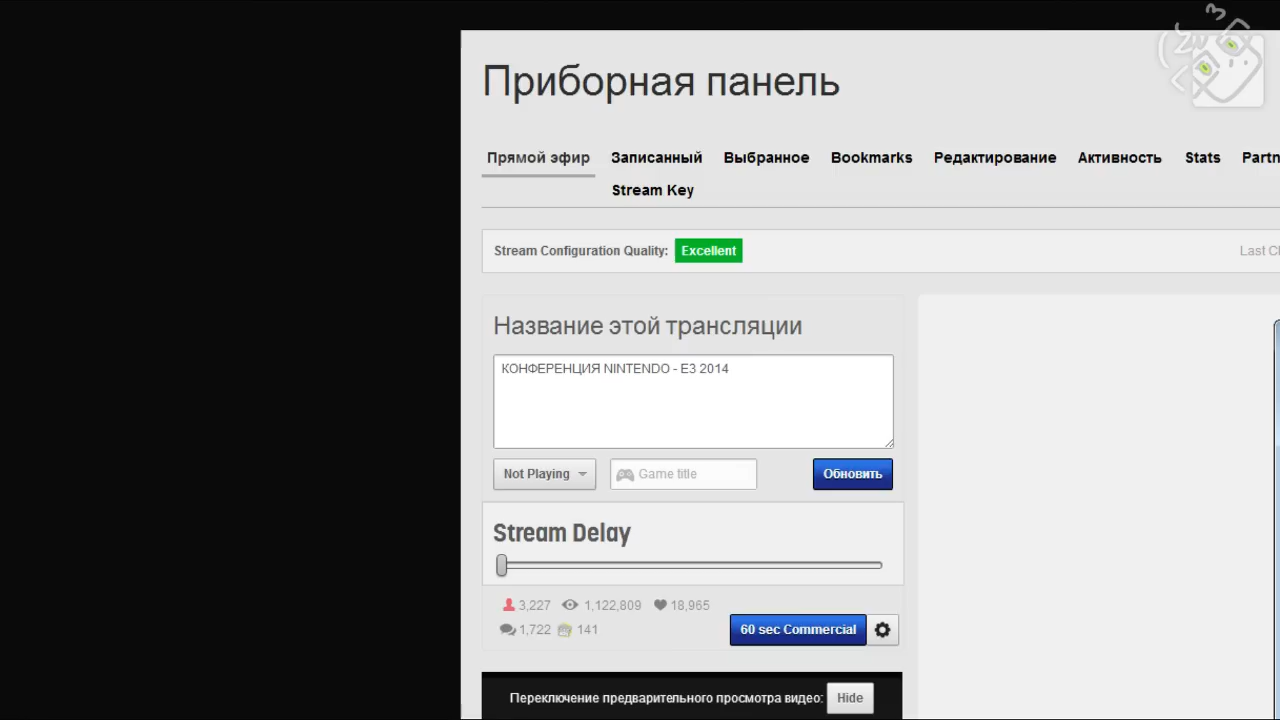 Приборная панель
Прямой эфир Записанный Выбранное Bookmarks Редактирование Активность Stats
Stream Key
Stream Configuration Quality: Excellent Last
Название этой трансляции
КОНФЕРЕНЦИЯ NINTENDO - E3 2014
Not Playing Game title Обновить
Stream Delay
3,227 1,122,809 18,965
1,722 141 60 sec Commercial
Переключение предварительного просмотра видео: Hide